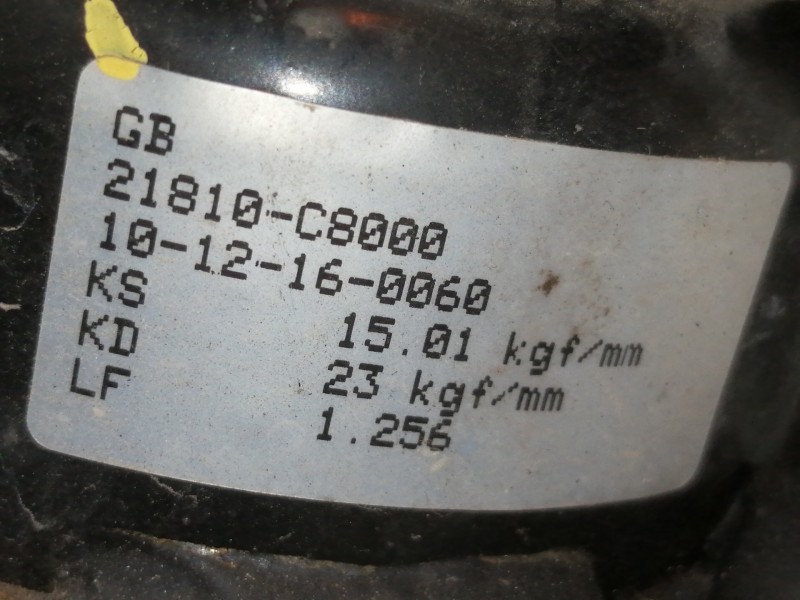 GB
21810-C8000
10-12-16-0060
KS 15.01 kgf/mm
KD 23 kgf/mm
LF 1.256